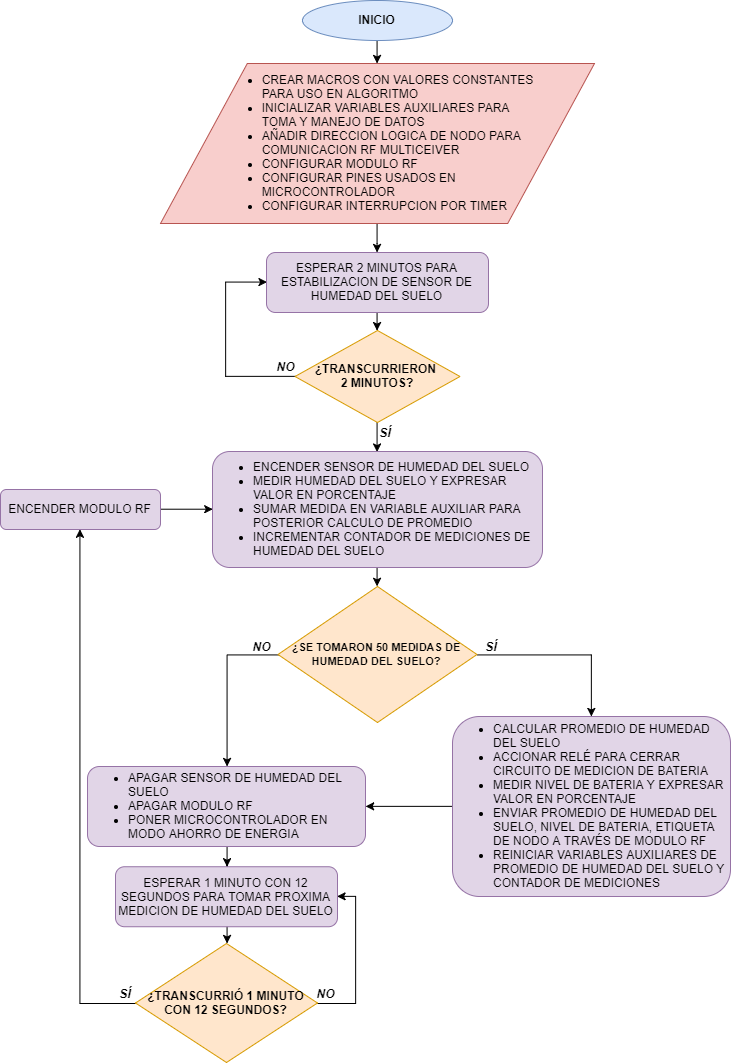 INICIO
• CREAR MACROS CON VALORES CONSTANTES
PARA USO EN ALGORITMO
• INICIALIZAR VARIABLES AUXILIARES PARA
TOMA Y MANEJO DE DATOS
• AÑADIR DIRECCION LOGICA DE NODO PARA
COMUNICACION RF MULTICEIVER
• CONFIGURAR MODULO RF
• CONFIGURAR PINES USADOS EN
MICROCONTROLADOR
• CONFIGURAR INTERRUPCION POR TIMER
ESPERAR 2 MINUTOS PARA
ESTABILIZACION DE SENSOR DE
HUMEDAD DEL SUELO
NO
¿TRANSCURRIERON
2 MINUTOS?
SÍ
• ENCENDER SENSOR DE HUMEDAD DEL SUELO
• MEDIR HUMEDAD DEL SUELO Y EXPRESAR
VALOR EN PORCENTAJE
• SUMAR MEDIDA EN VARIABLE AUXILIAR PARA
POSTERIOR CALCULO DE PROMEDIO
• INCREMENTAR CONTADOR DE MEDICIONES DE
HUMEDAD DEL SUELO
ENCENDER MODULO RF
NO
¿SE TOMARON 50 MEDIDAS DE
HUMEDAD DEL SUELO?
SÍ
• CALCULAR PROMEDIO DE HUMEDAD
DEL SUELO
• ACCIONAR RELÉ PARA CERRAR
CIRCUITO DE MEDICION DE BATERIA
• MEDIR NIVEL DE BATERIA Y EXPRESAR
VALOR EN PORCENTAJE
• ENVIAR PROMEDIO DE HUMEDAD DEL
SUELO, NIVEL DE BATERIA, ETIQUETA
DE NODO A TRAVÉS DE MODULO RF
• REINICIAR VARIABLES AUXILIARES DE
PROMEDIO DE HUMEDAD DEL SUELO Y
CONTADOR DE MEDICIONES
• APAGAR SENSOR DE HUMEDAD DEL
SUELO
• APAGAR MODULO RF
• PONER MICROCONTROLADOR EN
MODO AHORRO DE ENERGIA
ESPERAR 1 MINUTO CON 12
SEGUNDOS PARA TOMAR PROXIMA
MEDICION DE HUMEDAD DEL SUELO
SÍ
¿TRANSCURRIÓ 1 MINUTO
CON 12 SEGUNDOS?
NO